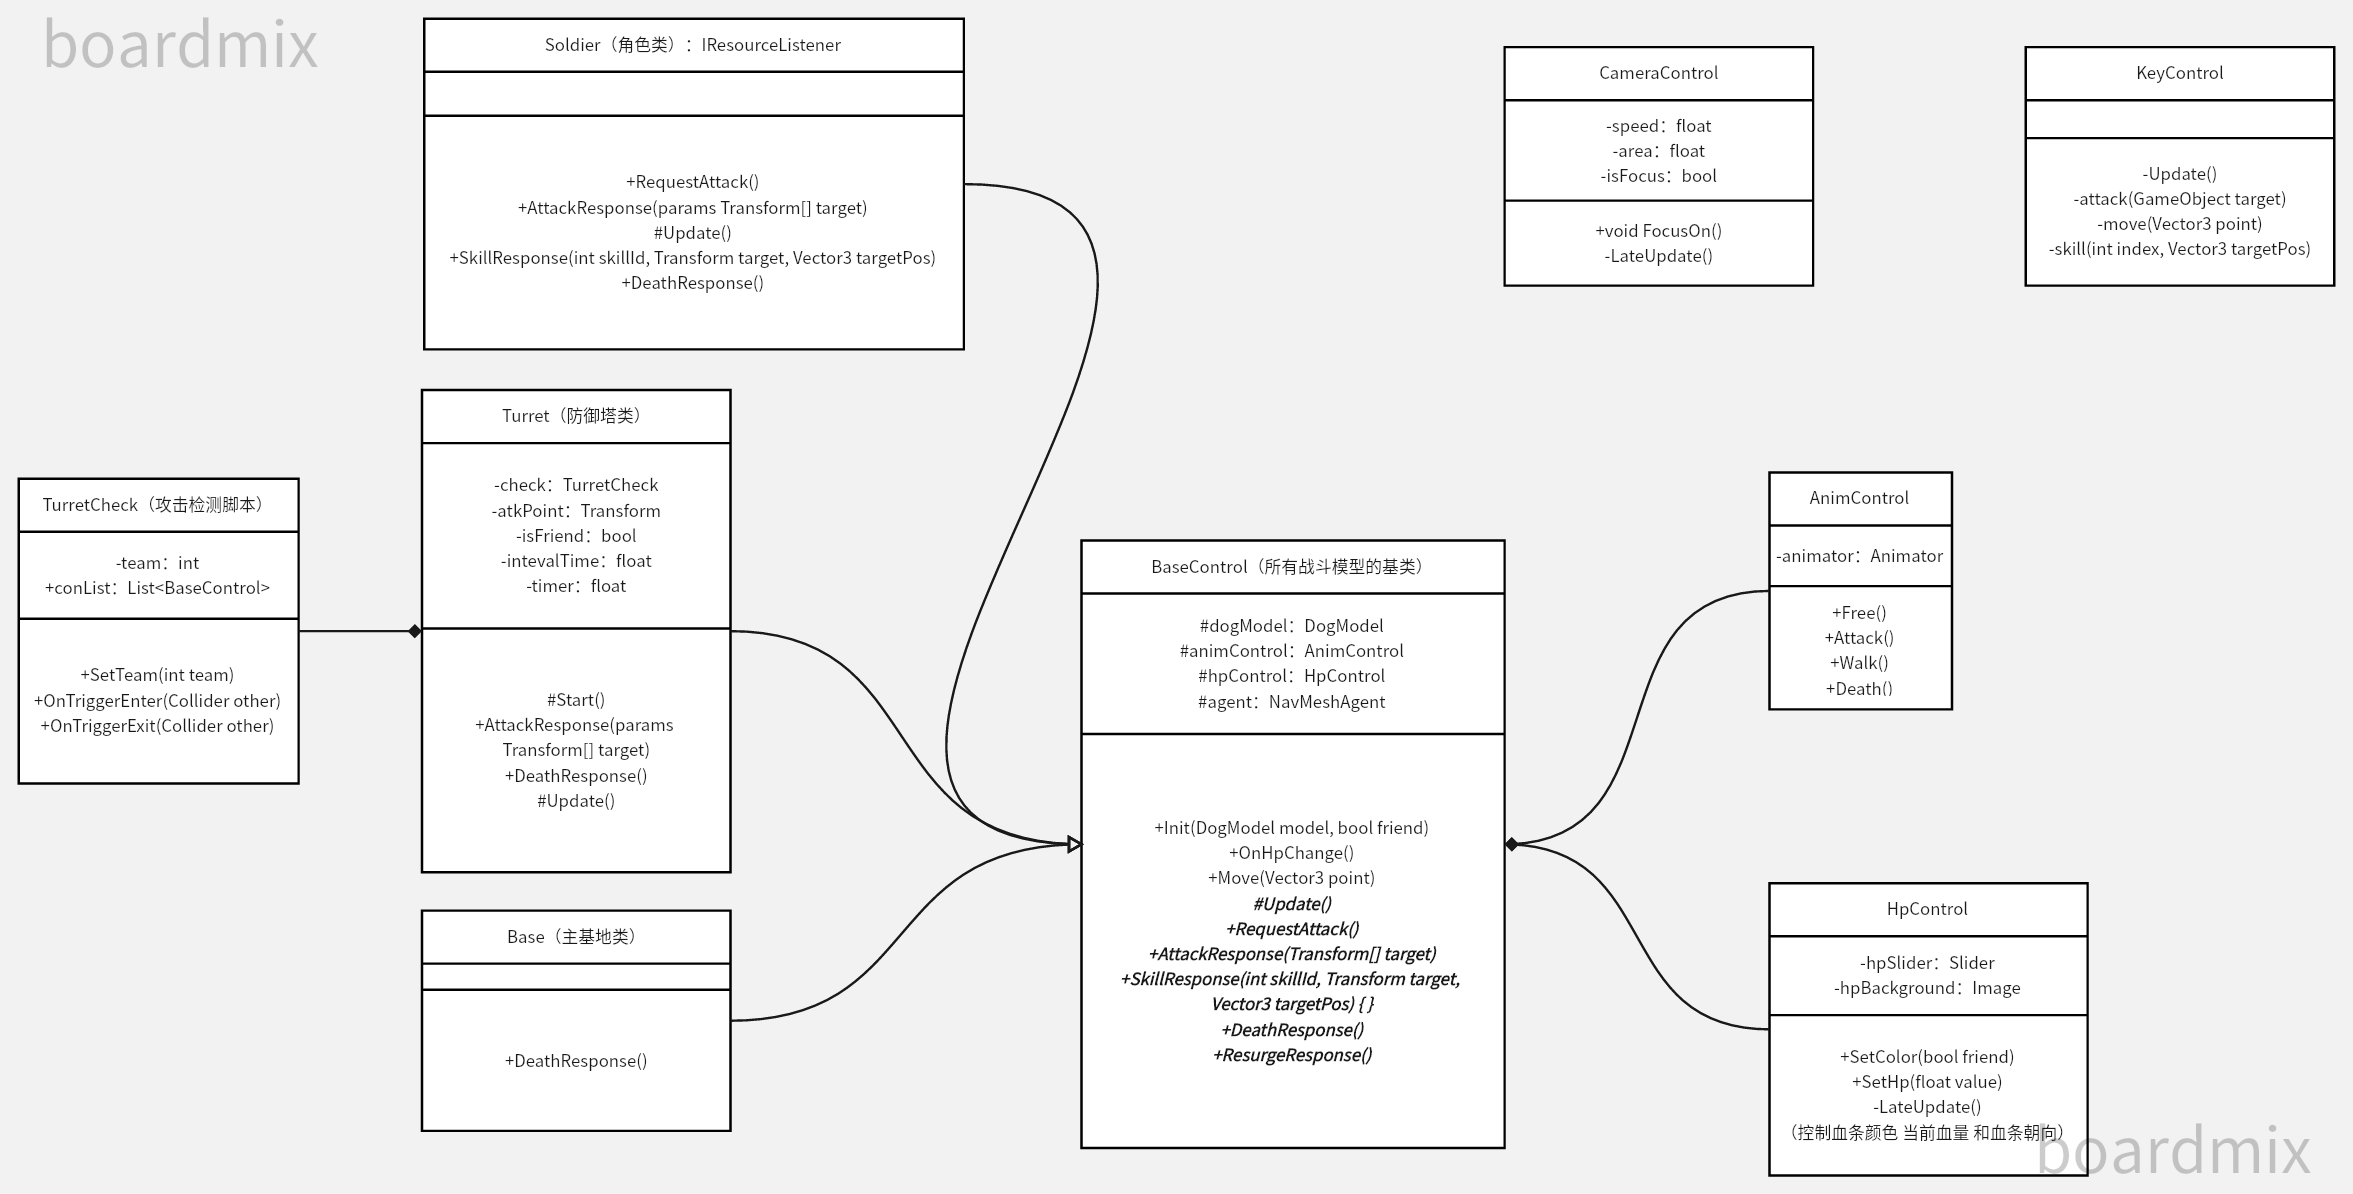 boardmix
Soldier（角色类）：IResourceListener
+RequestAttack()
+AttackResponse(params Transform[] target)
#Update()
+SkillResponse(int skillId, Transform target, Vector3 targetPos)
+DeathResponse()
CameraControl
-speed：float
-area：float
-isFocus：bool
+void FocusOn()
-LateUpdate()
KeyControl
-Update()
-attack(GameObject target)
-move(Vector3 point)
-skill(int index, Vector3 targetPos)
TurretCheck（攻击检测脚本）
-team：int
+conList：List<BaseControl>
+SetTeam(int team)
+OnTriggerEnter(Collider other)
+OnTriggerExit(Collider other)
Turret（防御塔类）
-check：TurretCheck
-atkPoint：Transform
-isFriend：bool
-intevalTime：float
-timer：float
#Start()
+AttackResponse(params
Transform[] target)
+DeathResponse()
#Update()
Base（主基地类）
+DeathResponse()
BaseControl（所有战斗模型的基类）
#dogModel：DogModel
#animControl：AnimControl
#hpControl：HpControl
#agent：NavMeshAgent
+Init(DogModel model, bool friend)
+OnHpChange()
+Move(Vector3 point)
#Update()
+RequestAttack()
+AttackResponse(Transform[] target)
+SkillResponse(int skillId, Transform target,
Vector3 targetPos) { }
+DeathResponse()
+ResurgeResponse()
AnimControl
-animator：Animator
+Free()
+Attack()
+Walk()
+Death()
HpControl
-hpSlider：Slider
-hpBackground：Image
+SetColor(bool friend)
+SetHp(float value)
-LateUpdate()
（控制血条颜色 当前血量 和血条朝向）
boardmix